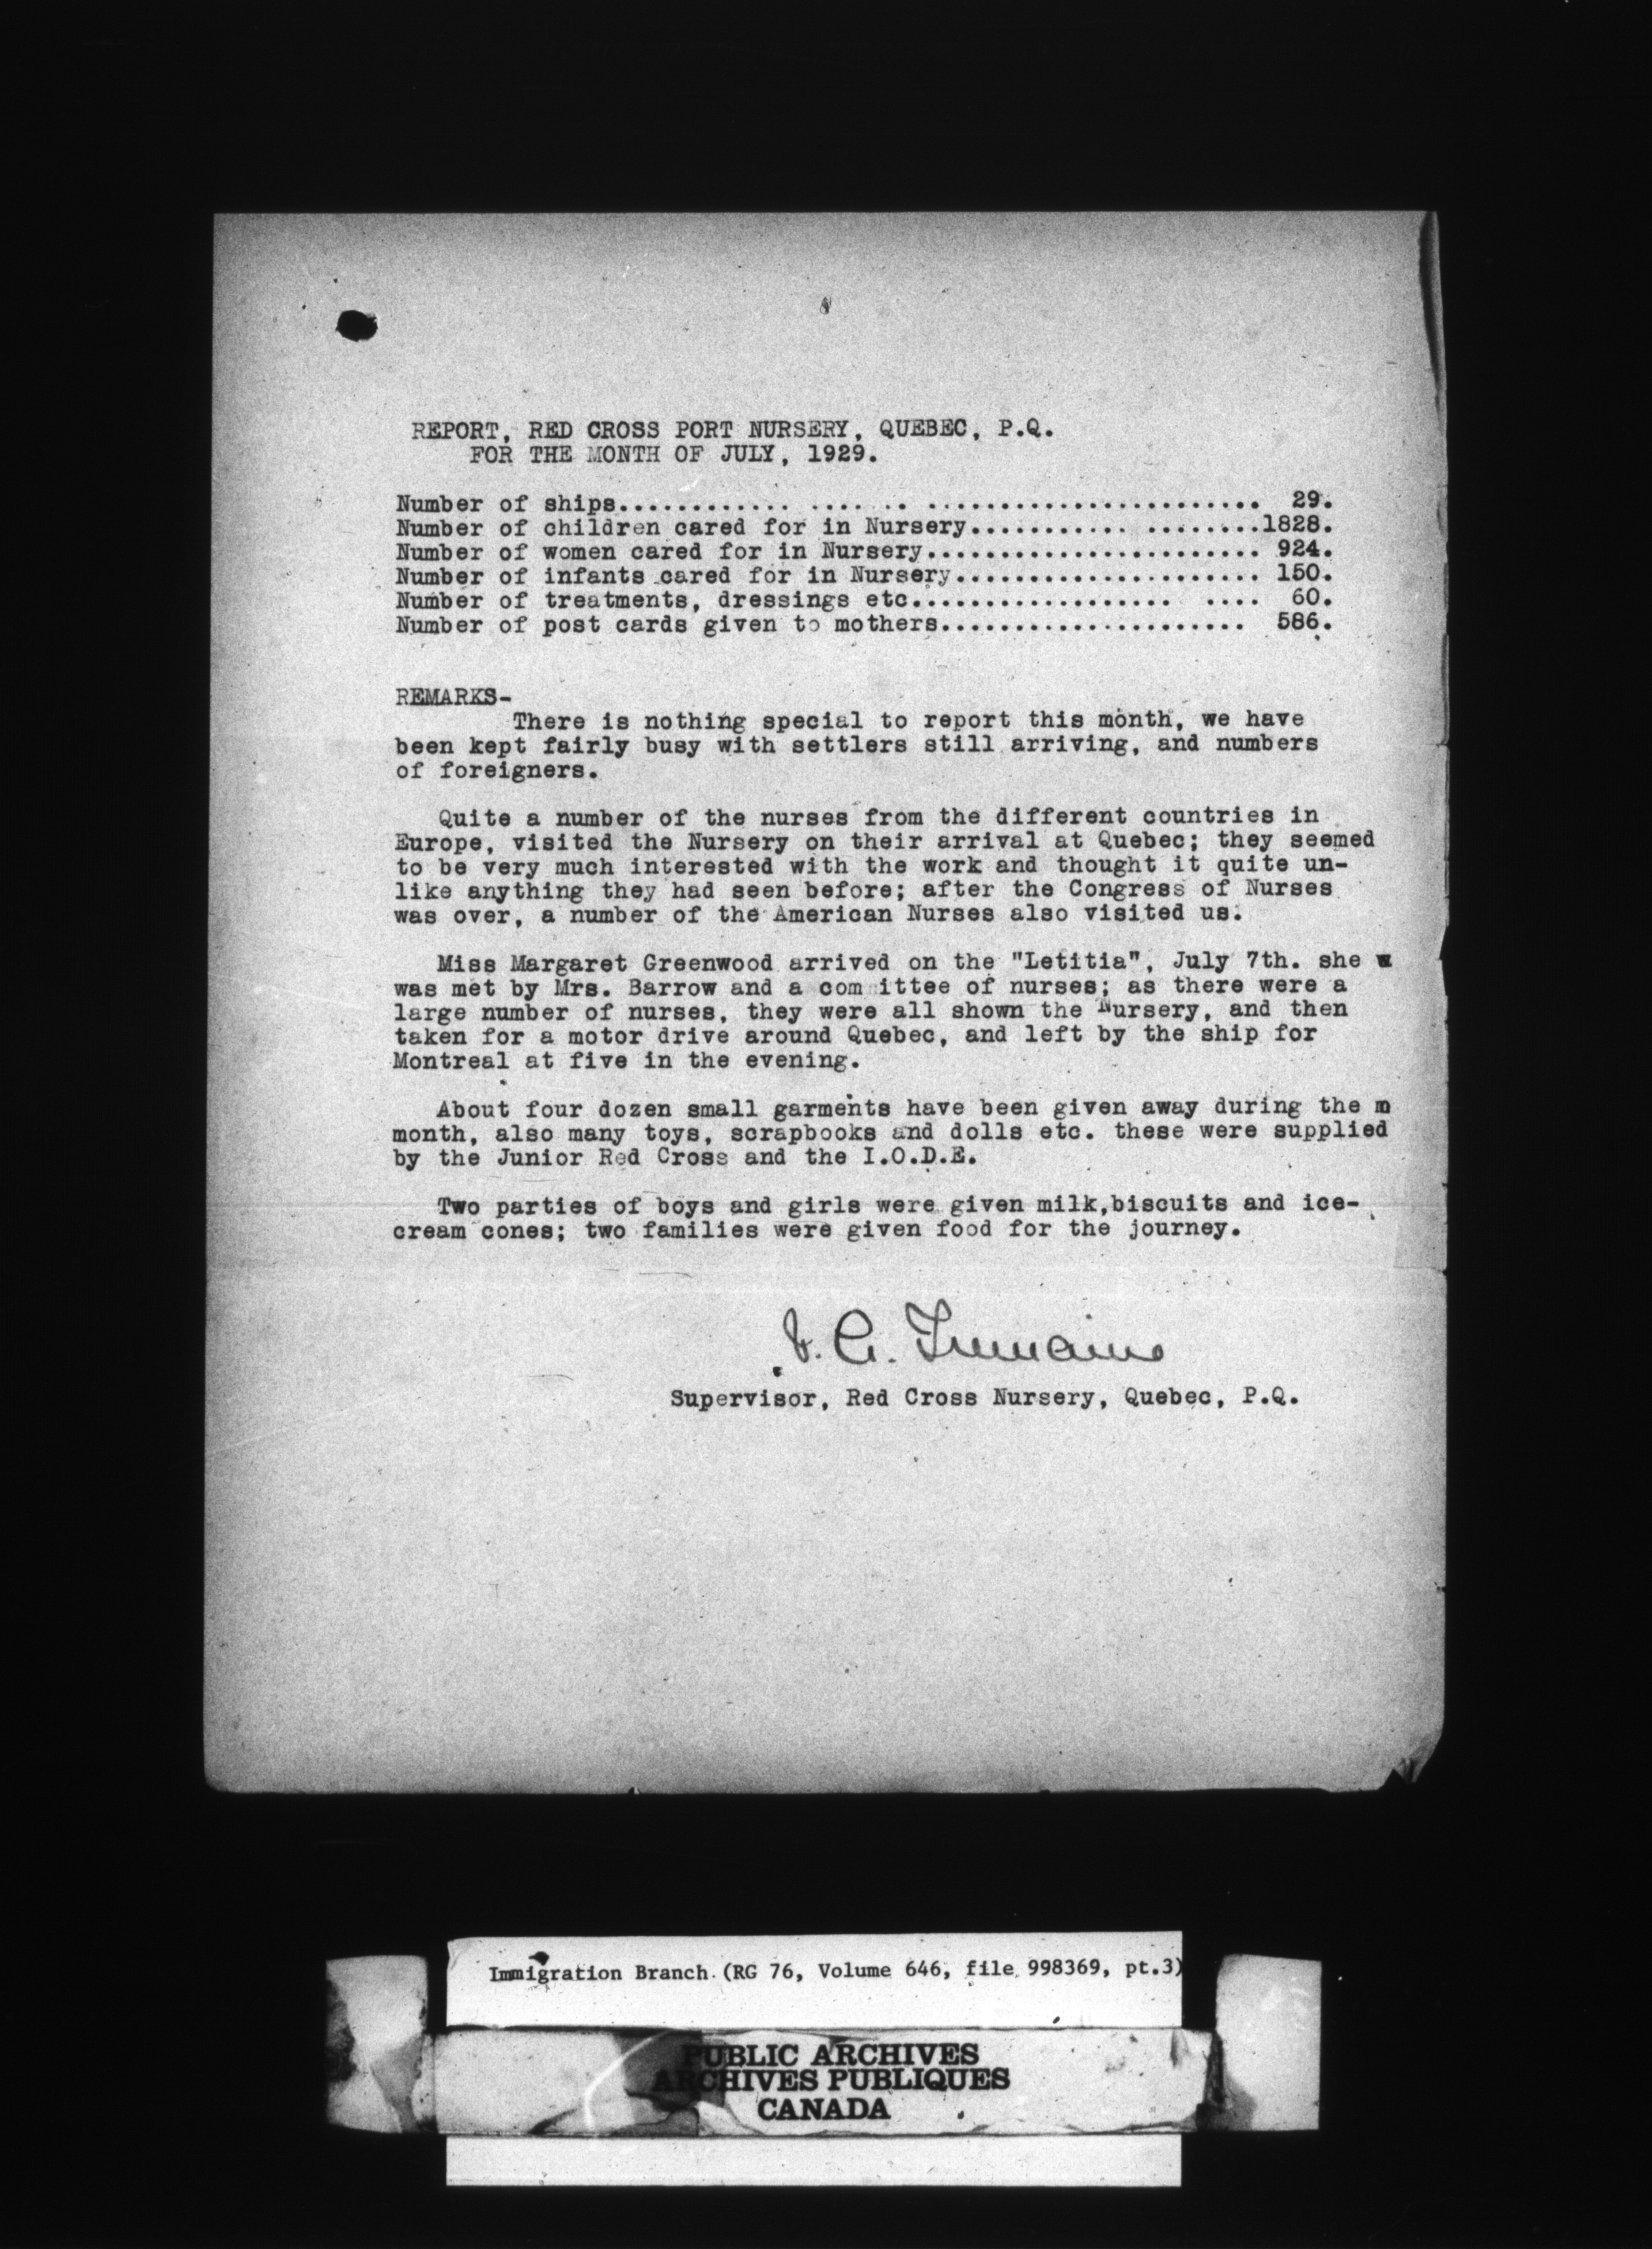 REPORT, RED CROSS PORT NURSERY, QUEBEC, P.Q.
FOR THE MONTH OF JULY, 1929.
Number of ships............ ..... .. ....................... 29.
Number of children cared for in Nursery........... ........1828.
Number of women cared for in Nursery....................... 924.
Number of infants cared for in Nursery..................... 150.
Number of treatments, dressings etc.................. .... 60.
Number of post cards given to mothers..................... 586.
REMARKS-
There is nothing special to report this month, we have
been kept fairly busy with settlers still arriving, and numbers
of foreigners.
Quite a number of the nurses from the different countries in
Europe, visited the Nursery on their arrival at Quebec; they seemed
to be very much interested with the work and thought it quite un-
like anything they had seen before; after the Congress of Nurses
was over, a number of the American Nurses also visited us.
Miss Margaret Greenwood arrived on the "Letitia", July 7th. she w
was met by Mrs. Barrow and a com ittee of nurses; as there were a
large number of nurses, they were all shown the Nursery, and then
taken for a motor drive around Quebec, and left by the ship for
Montreal at five in the evening.
About four dozen small garments have been given away during the m
month, also many toys, scrapbooks and dolls etc. these were supplied
by the Junior Red Cross and the I.O.D.E.
Two parties of boys and girls were given milk,biscuits and ice-
cream cones; two families were given food for the journey.
Supervisor, Red Cross Nursery, Quebec, P.Q.
Immigration Branch (RG 76, Volume 646, file 998369, pt.3)
PUBLIC ARCHIVES
ARCHIVES PUBLIQUES
CANADA